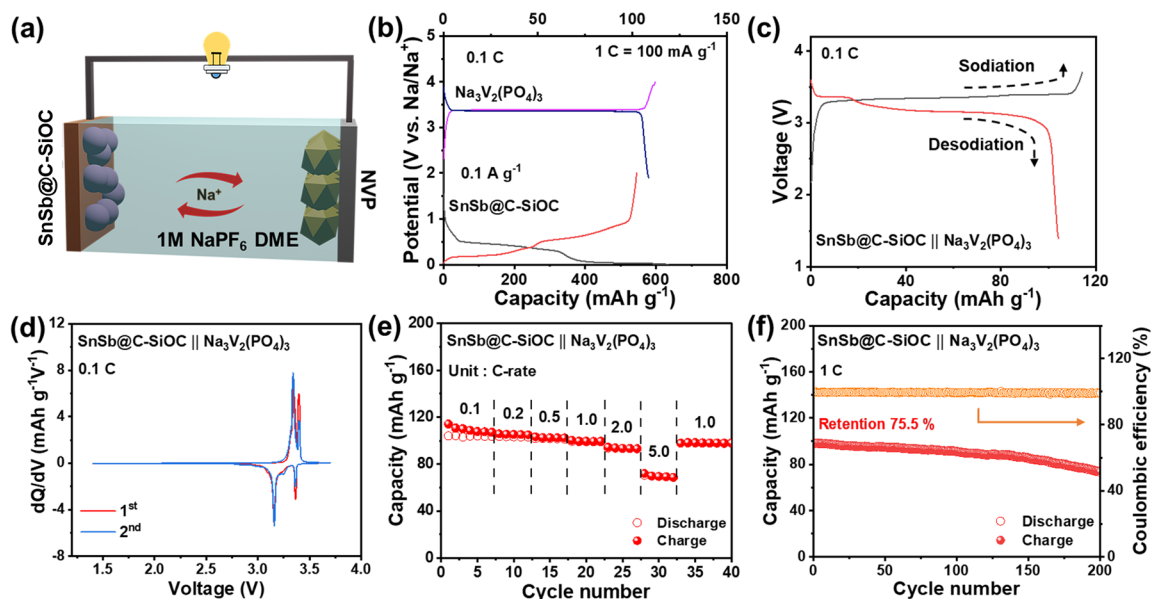 (a)
SnSb@C-SiOC
Na⁺
1M NaPF₆ DME
NVP
(b)
0 50 100 150
0.1 C
1 C = 100 mA g⁻¹
Na₃V₂(PO₄)₃
0.1 A g⁻¹
SnSb@C-SiOC
Potential (V vs. Na/Na⁺)
5
4
3
2
1
0
0 200 400 600 800
Capacity (mAh g⁻¹)
(c)
0.1 C
Sodiation
Desodiation
SnSb@C-SiOC || Na₃V₂(PO₄)₃
Voltage (V)
4
3
2
1
0 40 80 120
Capacity (mAh g⁻¹)
(d)
SnSb@C-SiOC || Na₃V₂(PO₄)₃
0.1 C
1ˢᵗ
2ⁿᵈ
dQ/dV (mAh g⁻¹V⁻¹)
12
8
4
0
-4
-8
1.5 2.0 2.5 3.0 3.5 4.0
Voltage (V)
(e)
SnSb@C-SiOC || Na₃V₂(PO₄)₃
Unit : C-rate
0.1 0.2 0.5 1.0 2.0 5.0 1.0
Discharge
Charge
Capacity (mAh g⁻¹)
200
160
120
80
40
0
0 5 10 15 20 25 30 35 40
Cycle number
(f)
SnSb@C-SiOC || Na₃V₂(PO₄)₃
1 C
Retention 75.5 %
Discharge
Charge
Capacity (mAh g⁻¹)
200
160
120
80
40
0
0 50 100 150 200
Cycle number
Coulombic efficiency (%)
120
80
40
0